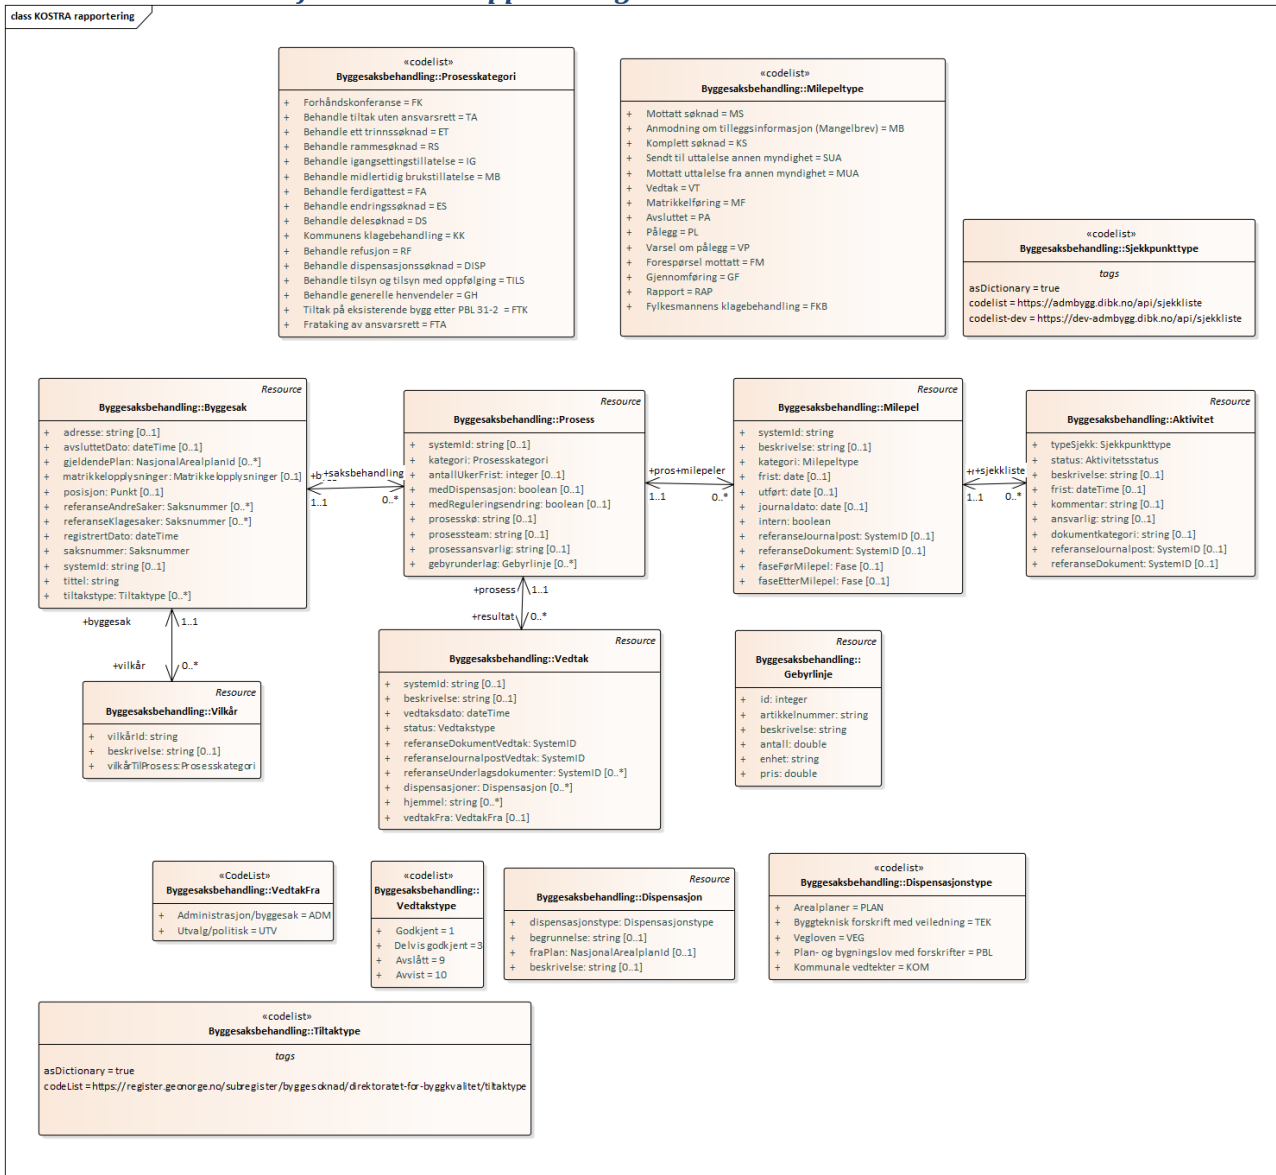 class KOSTRA rapportering
«codelist»
Byggesaksbehandling::Prosesskategori
+ Forhåndskonferanse = FK
+ Behandle tiltak uten ansvarsrett = TA
+ Behandle ett trinnssøknad = ET
+ Behandle rammesøknad = RS
+ Behandle igangsettingstillatelse = IG
+ Behandle midlertidig brukstillatelse = MB
+ Behandle ferdigattest = FA
+ Behandle endringssøknad = ES
+ Behandle delesøknad = DS
+ Kommunens klagebehandling = KK
+ Behandle refusjon = RF
+ Behandle dispensasjonssøknad = DISP
+ Behandle tilsyn og tilsyn med oppfølging = TILS
+ Behandle generelle henvendeler = GH
+ Tiltak på eksisterende bygg etter PBL 31-2 = FTK
+ Frataking av ansvarsrett = FTA
«codelist»
Byggesaksbehandling::Milepeltype
+ Mottatt søknad = MS
+ Anmodning om tilleggsinformasjon (Mangelbrev) = MB
+ Komplett søknad = KS
+ Sendt til uttalelse annen myndighet = SUA
+ Mottatt uttalelse fra annen myndighet = MUA
+ Vedtak = VT
+ Matrikkelføring = MF
+ Avsluttet = PA
+ Pålegg = PL
+ Varsel om pålegg = VP
+ Forespørsel mottatt = FM
+ Gjennomføring = GF
+ Rapport = RAP
+ Fylkesmannens klagebehandling = FKB
«codelist»
Byggesaksbehandling::Sjekkpunkttype
tags
asDictionary = true
codelist = https://admbygg.dibk.no/api/sjekkliste
codelist-dev = https://dev-admbygg.dibk.no/api/sjekkliste
Resource
Byggesaksbehandling::Byggesak
+ adresse: string [0..1]
+ avsluttetDato: dateTime [0..1]
+ gjeldendePlan: NasjonalArealplanId [0..*]
+ matrikkelopplysninger: Matrikkelopplysninger [0..1]
+ posisjon: Punkt [0..1]
+ referanseAndreSaker: Saksnummer [0..*]
+ referanseKlagesaker: Saksnummer [0..*]
+ registrertDato: dateTime
+ saksnummer: Saksnummer
+ systemId: string [0..1]
+ tittel: string
+ tiltakstype: Tiltaktype [0..*]
+saksbehandling
1..1
0..*
Resource
Byggesaksbehandling::Prosess
+ systemId: string [0..1]
+ kategori: Prosesskategori
+ antallUkerFrist: integer [0..1]
+ medDispensasjon: boolean [0..1]
+ medReguleringsendring: boolean [0..1]
+ prosesskø: string [0..1]
+ prosessteam: string [0..1]
+ prosessansvarlig: string [0..1]
+ gebyrunderlag: Gebyrlinje [0..*]
+pros
+milepeler
1..1
0..*
Resource
Byggesaksbehandling::Milepel
+ systemId: string
+ beskrivelse: string [0..1]
+ kategori: Milepeltype
+ frist: date [0..1]
+ utført: date [0..1]
+ journaldato: date [0..1]
+ intern: boolean
+ referanseJournalpost: SystemID [0..1]
+ referanseDokument: SystemID [0..1]
+ faseFørMilepel: Fase [0..1]
+ faseEtterMilepel: Fase [0..1]
+sjekkliste
1..1
0..*
Resource
Byggesaksbehandling::Aktivitet
+ typeSjekk: Sjekkpunkttype
+ status: Aktivitetsstatus
+ beskrivelse: string [0..1]
+ frist: dateTime [0..1]
+ kommentar: string [0..1]
+ ansvarlig: string [0..1]
+ dokumentkategori: string [0..1]
+ referanseJournalpost: SystemID [0..1]
+ referanseDokument: SystemID [0..1]
+byggesak
1..1
+vilkår
0..*
+prosess
1..1
+resultat
0..*
Resource
Byggesaksbehandling::Vilkår
+ vilkårId: string
+ beskrivelse: string [0..1]
+ vilkårTilProsess: Prosesskategori
Resource
Byggesaksbehandling::Vedtak
+ systemId: string [0..1]
+ beskrivelse: string [0..1]
+ vedtaksdato: dateTime
+ status: Vedtakstype
+ referanseDokumentVedtak: SystemID
+ referanseJournalpostVedtak: SystemID
+ referanseUnderlagsdokumenter: SystemID [0..*]
+ dispensasjoner: Dispensasjon [0..*]
+ hjemmel: string [0..*]
+ vedtakFra: VedtakFra [0..1]
Resource
Byggesaksbehandling::
Gebyrlinje
+ id: integer
+ artikkelnummer: string
+ beskrivelse: string
+ antall: double
+ enhet: string
+ pris: double
«CodeList»
Byggesaksbehandling::VedtakFra
+ Administrasjon/byggesak = ADM
+ Utvalg/politisk = UTV
«codelist»
Byggesaksbehandling::
Vedtakstype
+ Godkjent = 1
+ Delvis godkjent = 3
+ Avslått = 9
+ Avvist = 10
Resource
Byggesaksbehandling::Dispensasjon
+ dispensasjonstype: Dispensasjonstype
+ begrunnelse: string [0..1]
+ fraPlan: NasjonalArealplanId [0..1]
+ beskrivelse: string [0..1]
«codelist»
Byggesaksbehandling::Dispensasjonstype
+ Arealplaner = PLAN
+ Byggteknisk forskrift med veiledning = TEK
+ Vegloven = VEG
+ Plan- og bygningslov med forskrifter = PBL
+ Kommunale vedtekter = KOM
«codelist»
Byggesaksbehandling::Tiltaktype
tags
asDictionary = true
codeList = https://register.geonorge.no/subregister/byggesoknad/direktoratet-for-byggkvalitet/tiltaktype